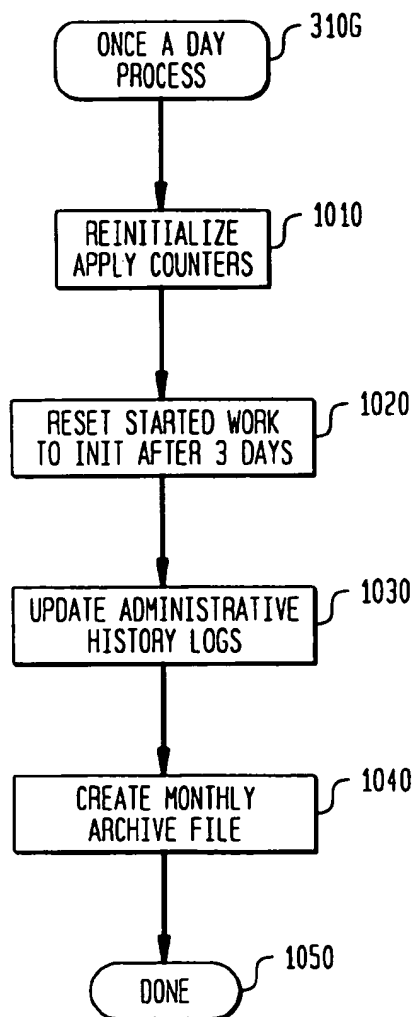 ONCE A DAY
PROCESS
310G
REINITIALIZE
APPLY COUNTERS
1010
RESET STARTED WORK
TO INIT AFTER 3 DAYS
1020
UPDATE ADMINISTRATIVE
HISTORY LOGS
1030
CREATE MONTHLY
ARCHIVE FILE
1040
DONE
1050